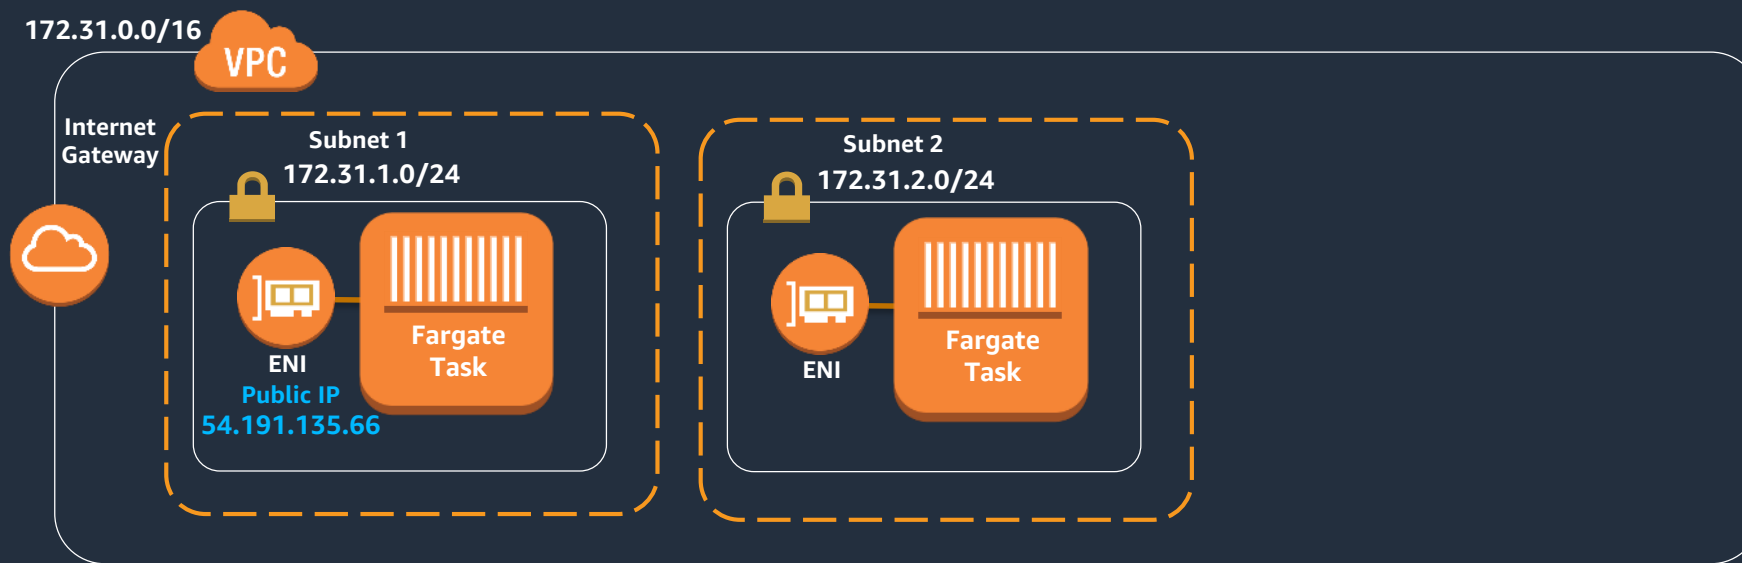 172.31.0.0/16
VPC
Internet
Gateway
Subnet 1
172.31.1.0/24
Fargate
Task
ENI
Public IP
54.191.135.66
Subnet 2
172.31.2.0/24
Fargate
Task
ENI